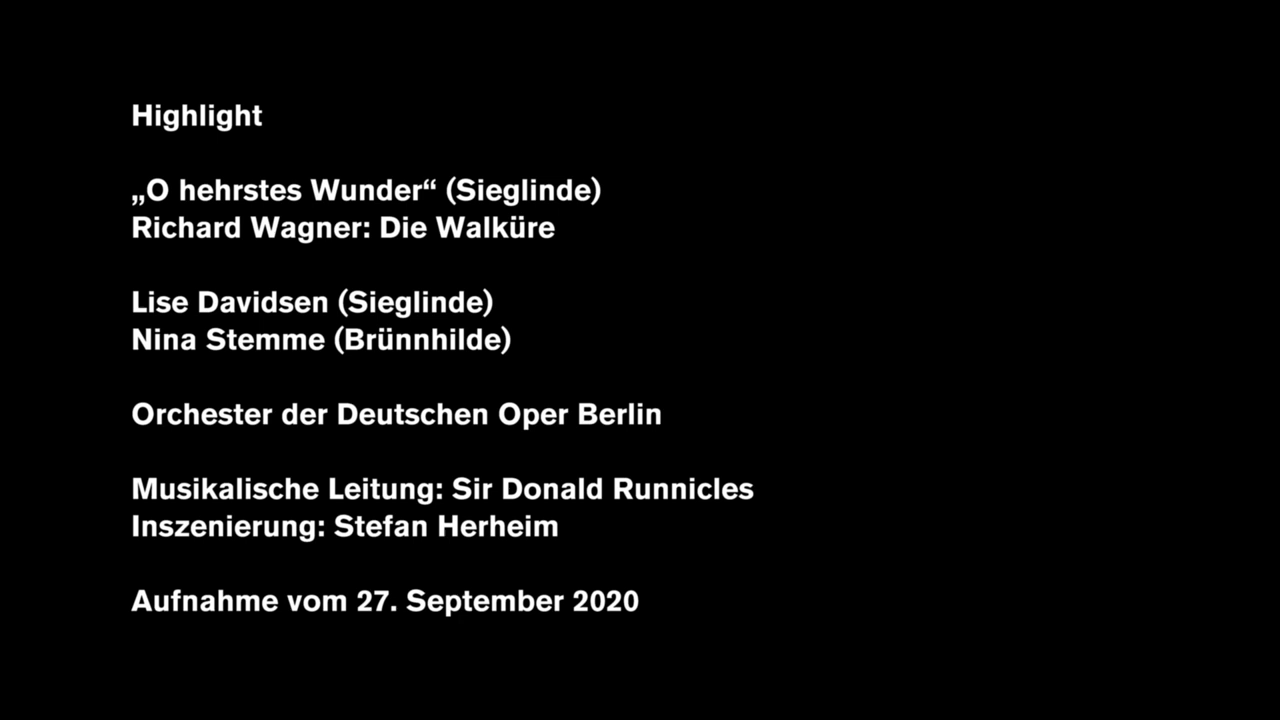 Highlight
„O hehrstes Wunder“ (Sieglinde)
Richard Wagner: Die Walküre
Lise Davidsen (Sieglinde)
Nina Stemme (Brünnhilde)
Orchester der Deutschen Oper Berlin
Musikalische Leitung: Sir Donald Runnicles
Inszenierung: Stefan Herheim
Aufnahme vom 27. September 2020